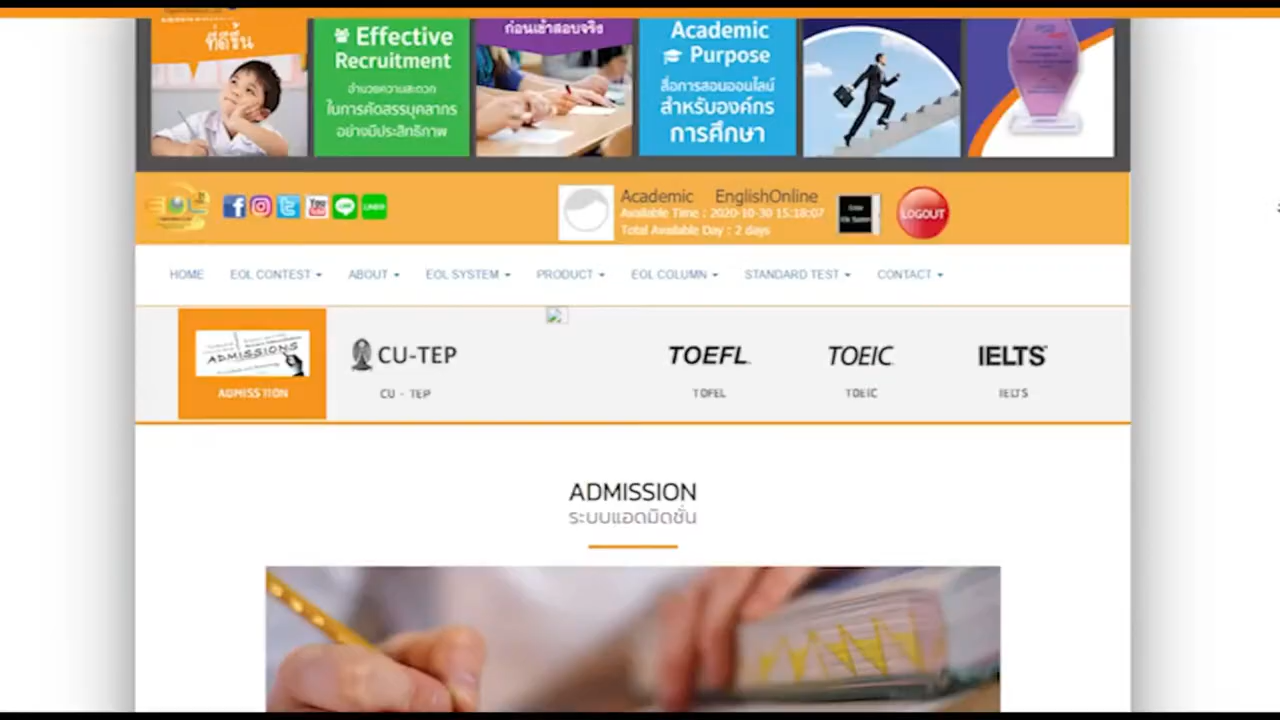 ที่ดีขึ้น
Effective
Recruitment
อำนวยความสะดวก
ในการคัดสรรบุคลากร
อย่างมีประสิทธิภาพ
ก่อนเข้าสอบจริง
Academic
Purpose
สื่อการสอนออนไลน์
สำหรับองค์กร
การศึกษา
EOL
Academic EnglishOnline
Available Time : 2020-10-30 15:18:07
Total Available Day : 2 days
LOGOUT
HOME EOL CONTEST ABOUT EOL SYSTEM PRODUCT EOL COLUMN STANDARD TEST CONTACT
ADMISSIONS
CU-TEP
TOEFL
TOEIC
IELTS
ADMISSTION
CU - TEP
TOFEL
TOEIC
IELTS
ADMISSION
ระบบแอดมิดชั่น